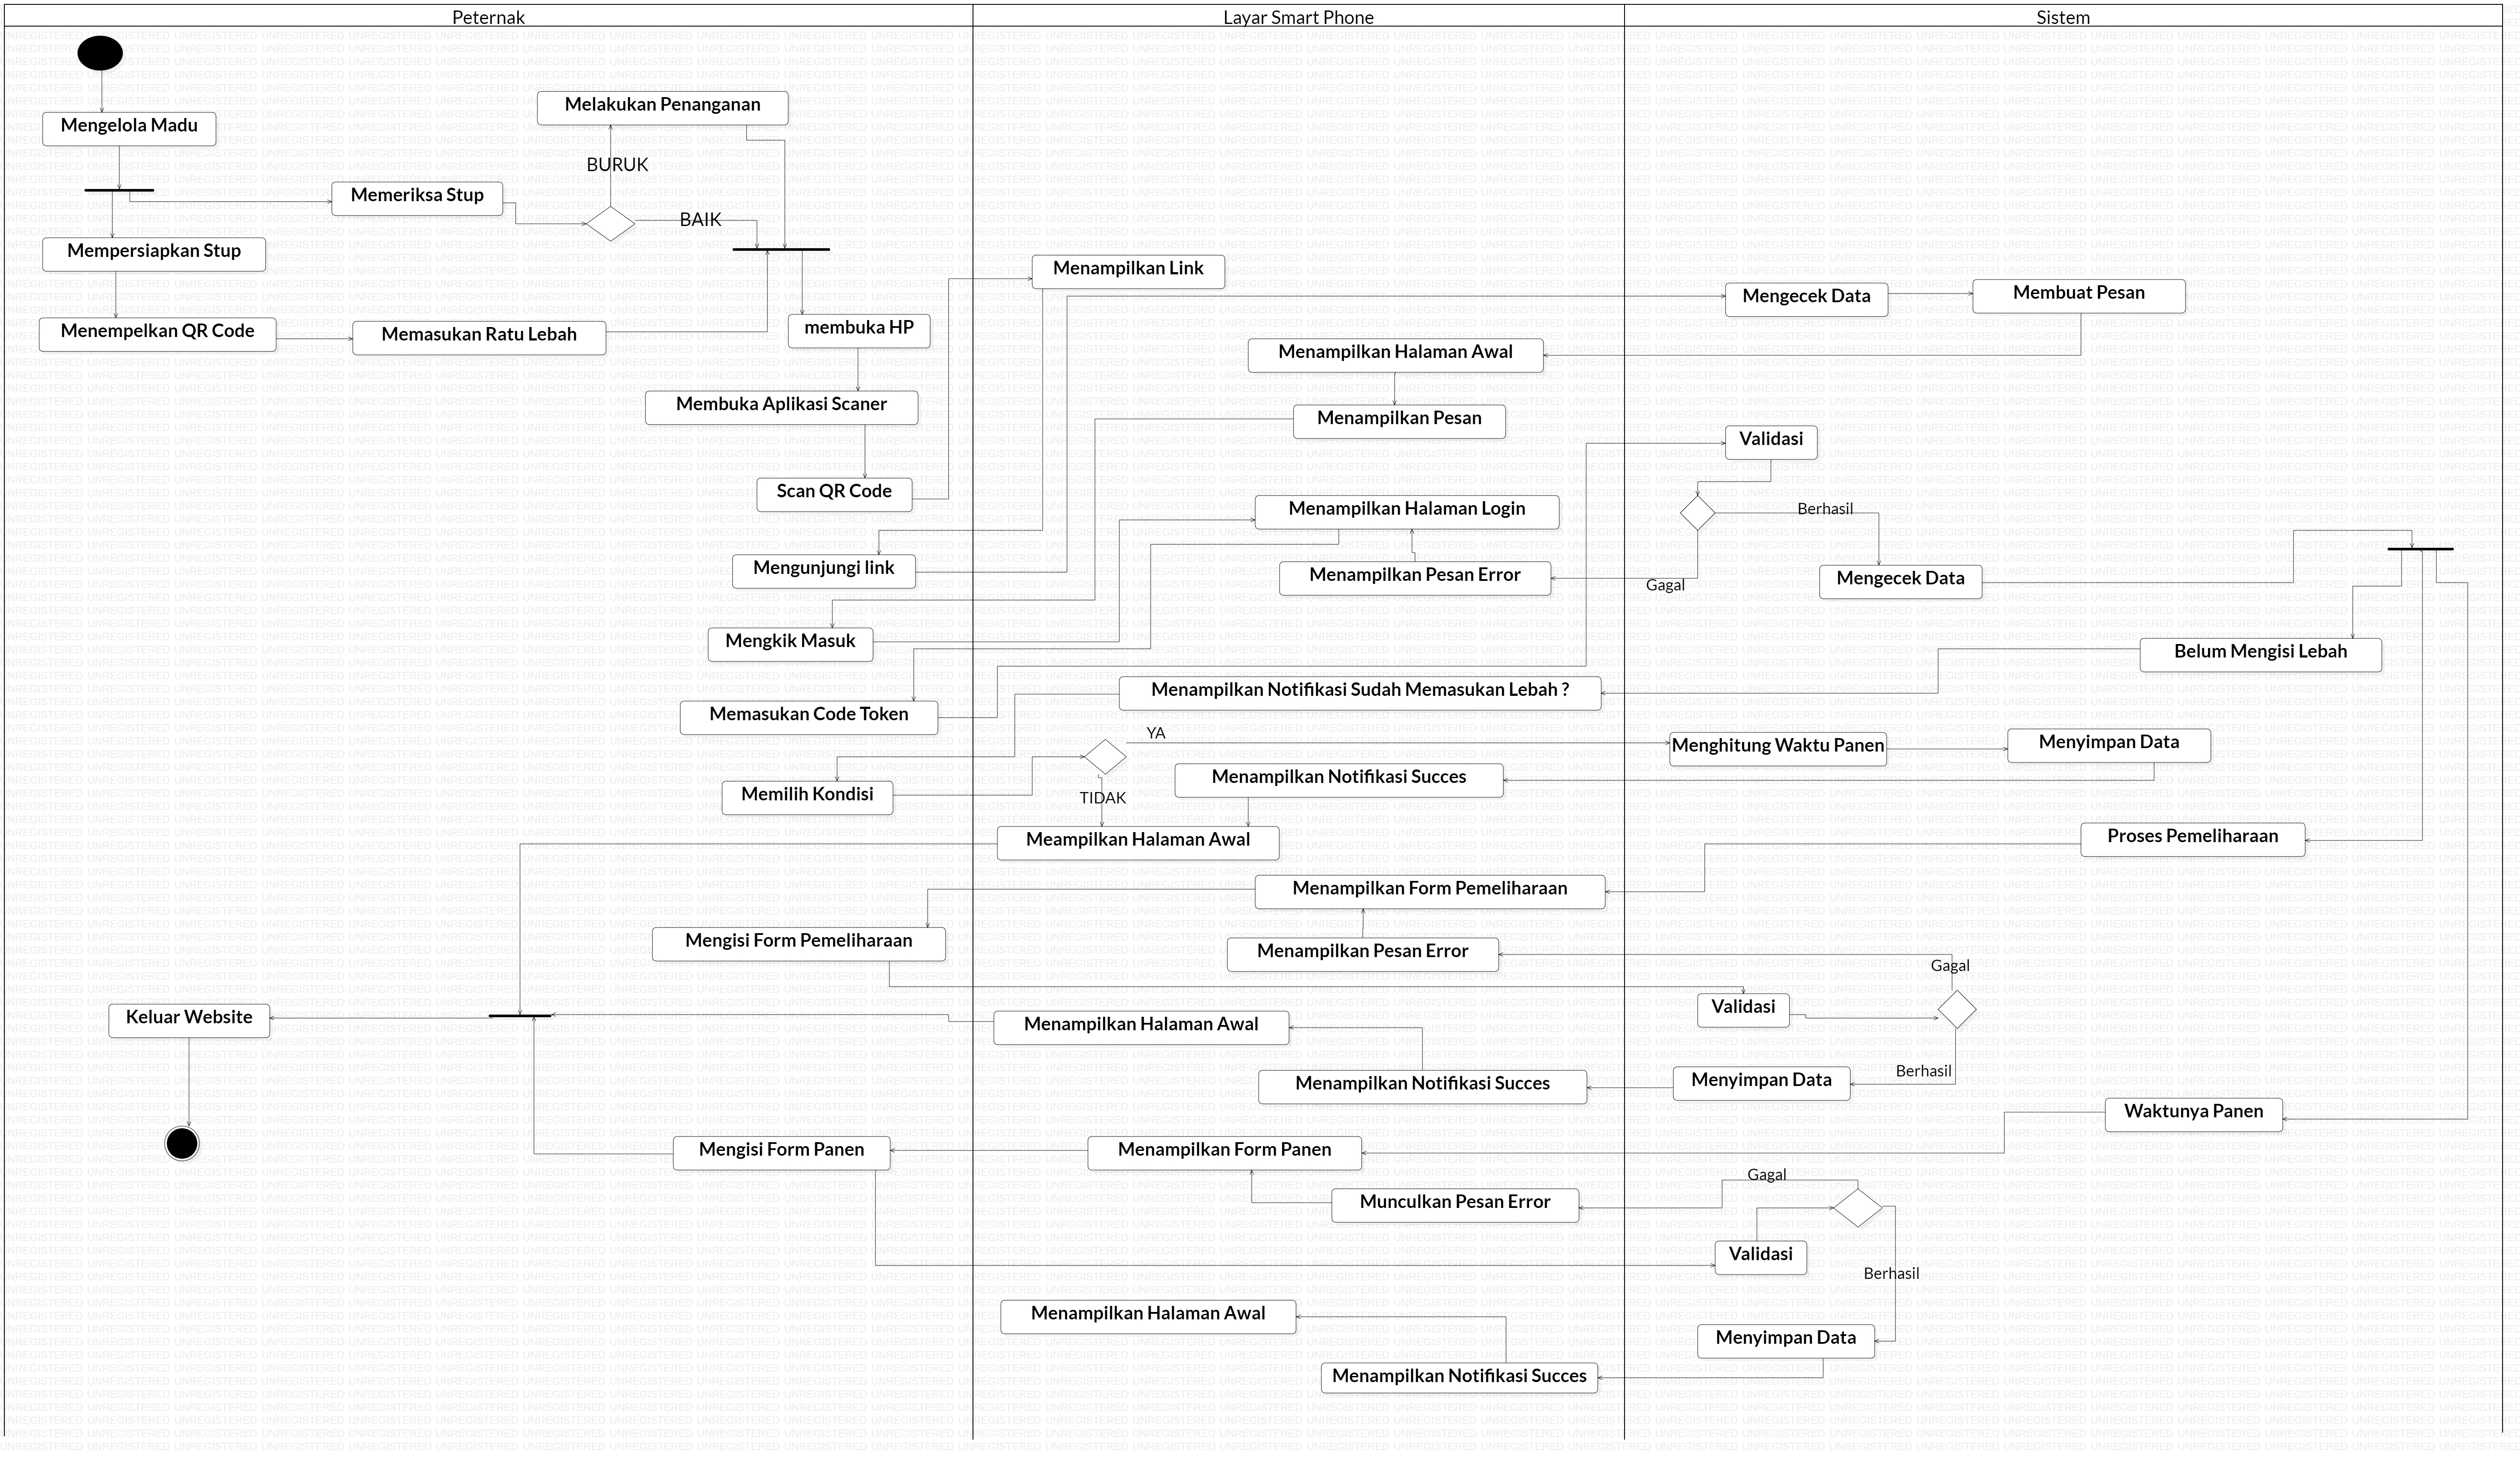 Peternak
Layar Smart Phone
Sistem
Mengelola Madu
Melakukan Penanganan
BURUK
Memeriksa Stup
BAIK
Mempersiapkan Stup
Menampilkan Link
Mengecek Data
Membuat Pesan
Menempelkan QR Code
Memasukan Ratu Lebah
membuka HP
Menampilkan Halaman Awal
Membuka Aplikasi Scaner
Menampilkan Pesan
Validasi
Scan QR Code
Menampilkan Halaman Login
Berhasil
Mengunjungi link
Menampilkan Pesan Error
Gagal
Mengecek Data
Mengkik Masuk
Belum Mengisi Lebah
Memasukan Code Token
Menampilkan Notifikasi Sudah Memasukan Lebah ?
YA
Menghitung Waktu Panen
Menyimpan Data
Memilih Kondisi
TIDAK
Menampilkan Notifikasi Succes
Meampilkan Halaman Awal
Proses Pemeliharaan
Menampilkan Form Pemeliharaan
Mengisi Form Pemeliharaan
Menampilkan Pesan Error
Gagal
Keluar Website
Menampilkan Halaman Awal
Validasi
Menampilkan Notifikasi Succes
Menyimpan Data
Berhasil
Waktunya Panen
Mengisi Form Panen
Menampilkan Form Panen
Gagal
Munculkan Pesan Error
Validasi
Berhasil
Menampilkan Halaman Awal
Menyimpan Data
Menampilkan Notifikasi Succes
UNREGISTERED